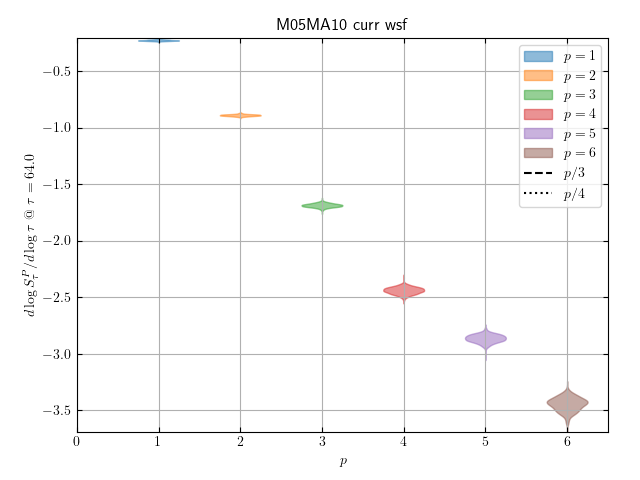 M05MA10 curr wsf
d log S_τ^P / d log τ @ τ = 64.0
−0.5
−1.0
−1.5
−2.0
−2.5
−3.0
−3.5
0 1 2 3 4 5 6
p
p = 1
p = 2
p = 3
p = 4
p = 5
p = 6
p/3
p/4